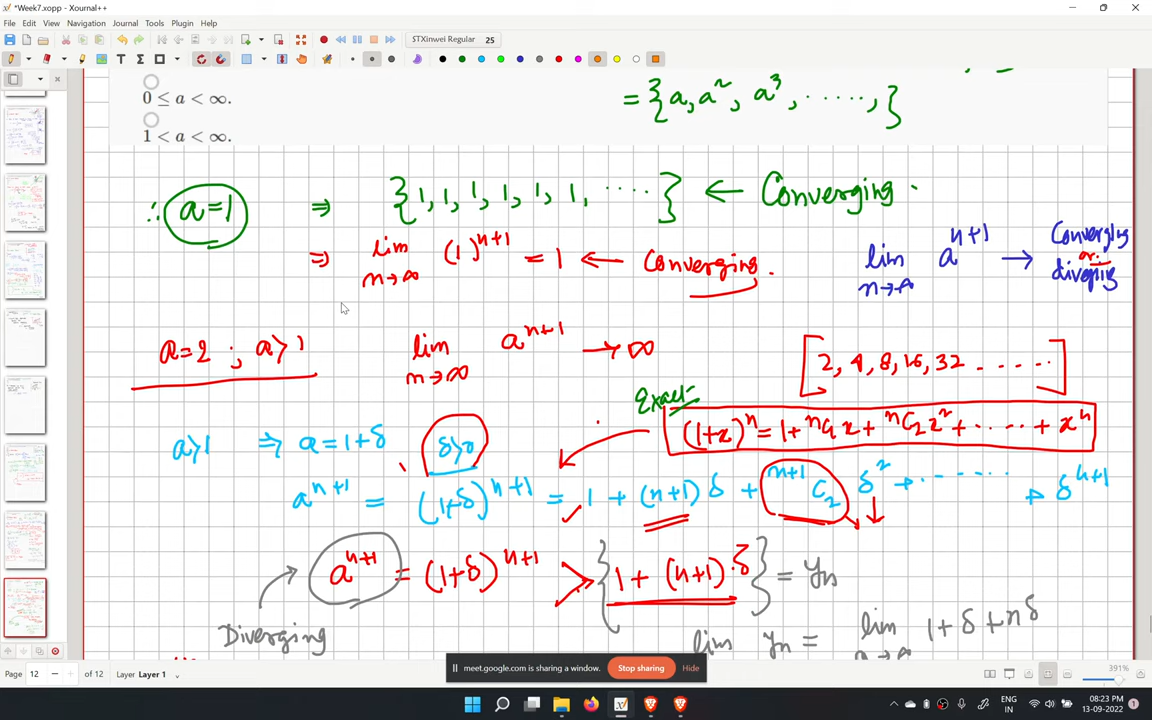 *Week7.xopp - Xournal++
File Edit View Navigation Journal Tools Plugin Help
STXinwei Regular 25
0 ≤ a < ∞.
1 < a < ∞.
= {a, a², a³, ......, }
∴ a=1 ⇒ {1, 1, 1, 1, 1, 1, ....} ← Converging.
⇒ lim n→∞ (1)^n+1 = 1 ← Converging.
lim n→∞ a^n+1 → Converging or. diverging
a=2 ; a>1 lim n→∞ a^n+1 → ∞
[2, 4, 8, 16, 32 ......]
Exact
(1+x)^n = 1 + ⁿC₁ x + ⁿC₂ x² + ..... + x^n
a>1 ⇒ a = 1+δ δ>0
a^n+1 = (1+δ)^n+1 = 1 + (n+1) δ + ^n+1 C₂ δ² + ........ + δ^n+1
a^n+1 = (1+δ)^n+1 > {1 + (n+1).δ} = yn
Diverging
lim yn = lim n→∞ 1 + δ + nδ
meet.google.com is sharing a window. Stop sharing Hide
Page 12 of 12 Layer Layer 1
391%
ENG
IN
08:23 PM
13-09-2022